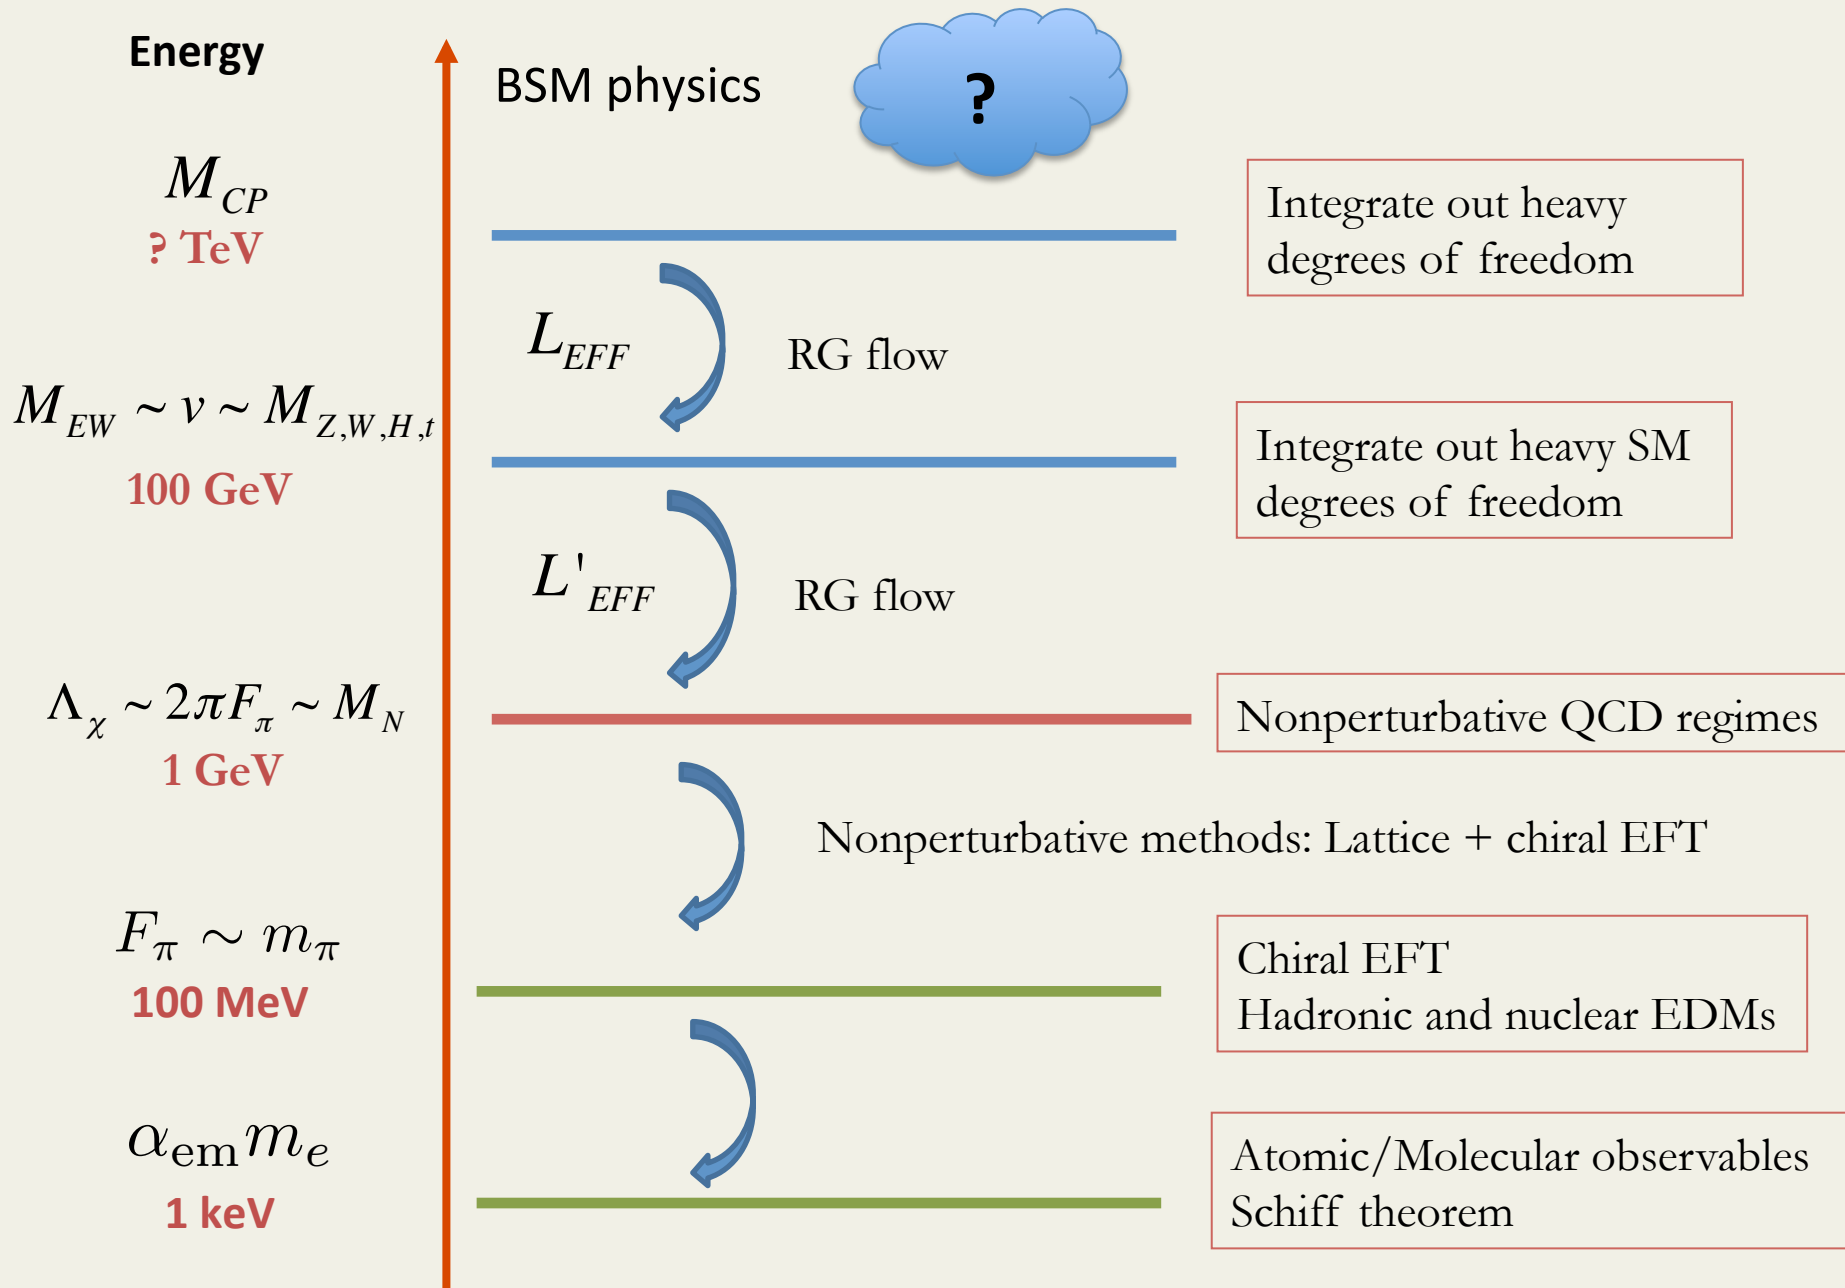 Energy
BSM physics
?
M_CP
? TeV
Integrate out heavy
degrees of freedom
L_EFF
RG flow
M_EW ~ v ~ M_Z,W,H,t
100 GeV
Integrate out heavy SM
degrees of freedom
L'_EFF
RG flow
Λ_χ ~ 2πF_π ~ M_N
1 GeV
Nonperturbative QCD regimes
Nonperturbative methods: Lattice + chiral EFT
F_π ∼ m_π
100 MeV
Chiral EFT
Hadronic and nuclear EDMs
α_em m_e
1 keV
Atomic/Molecular observables
Schiff theorem